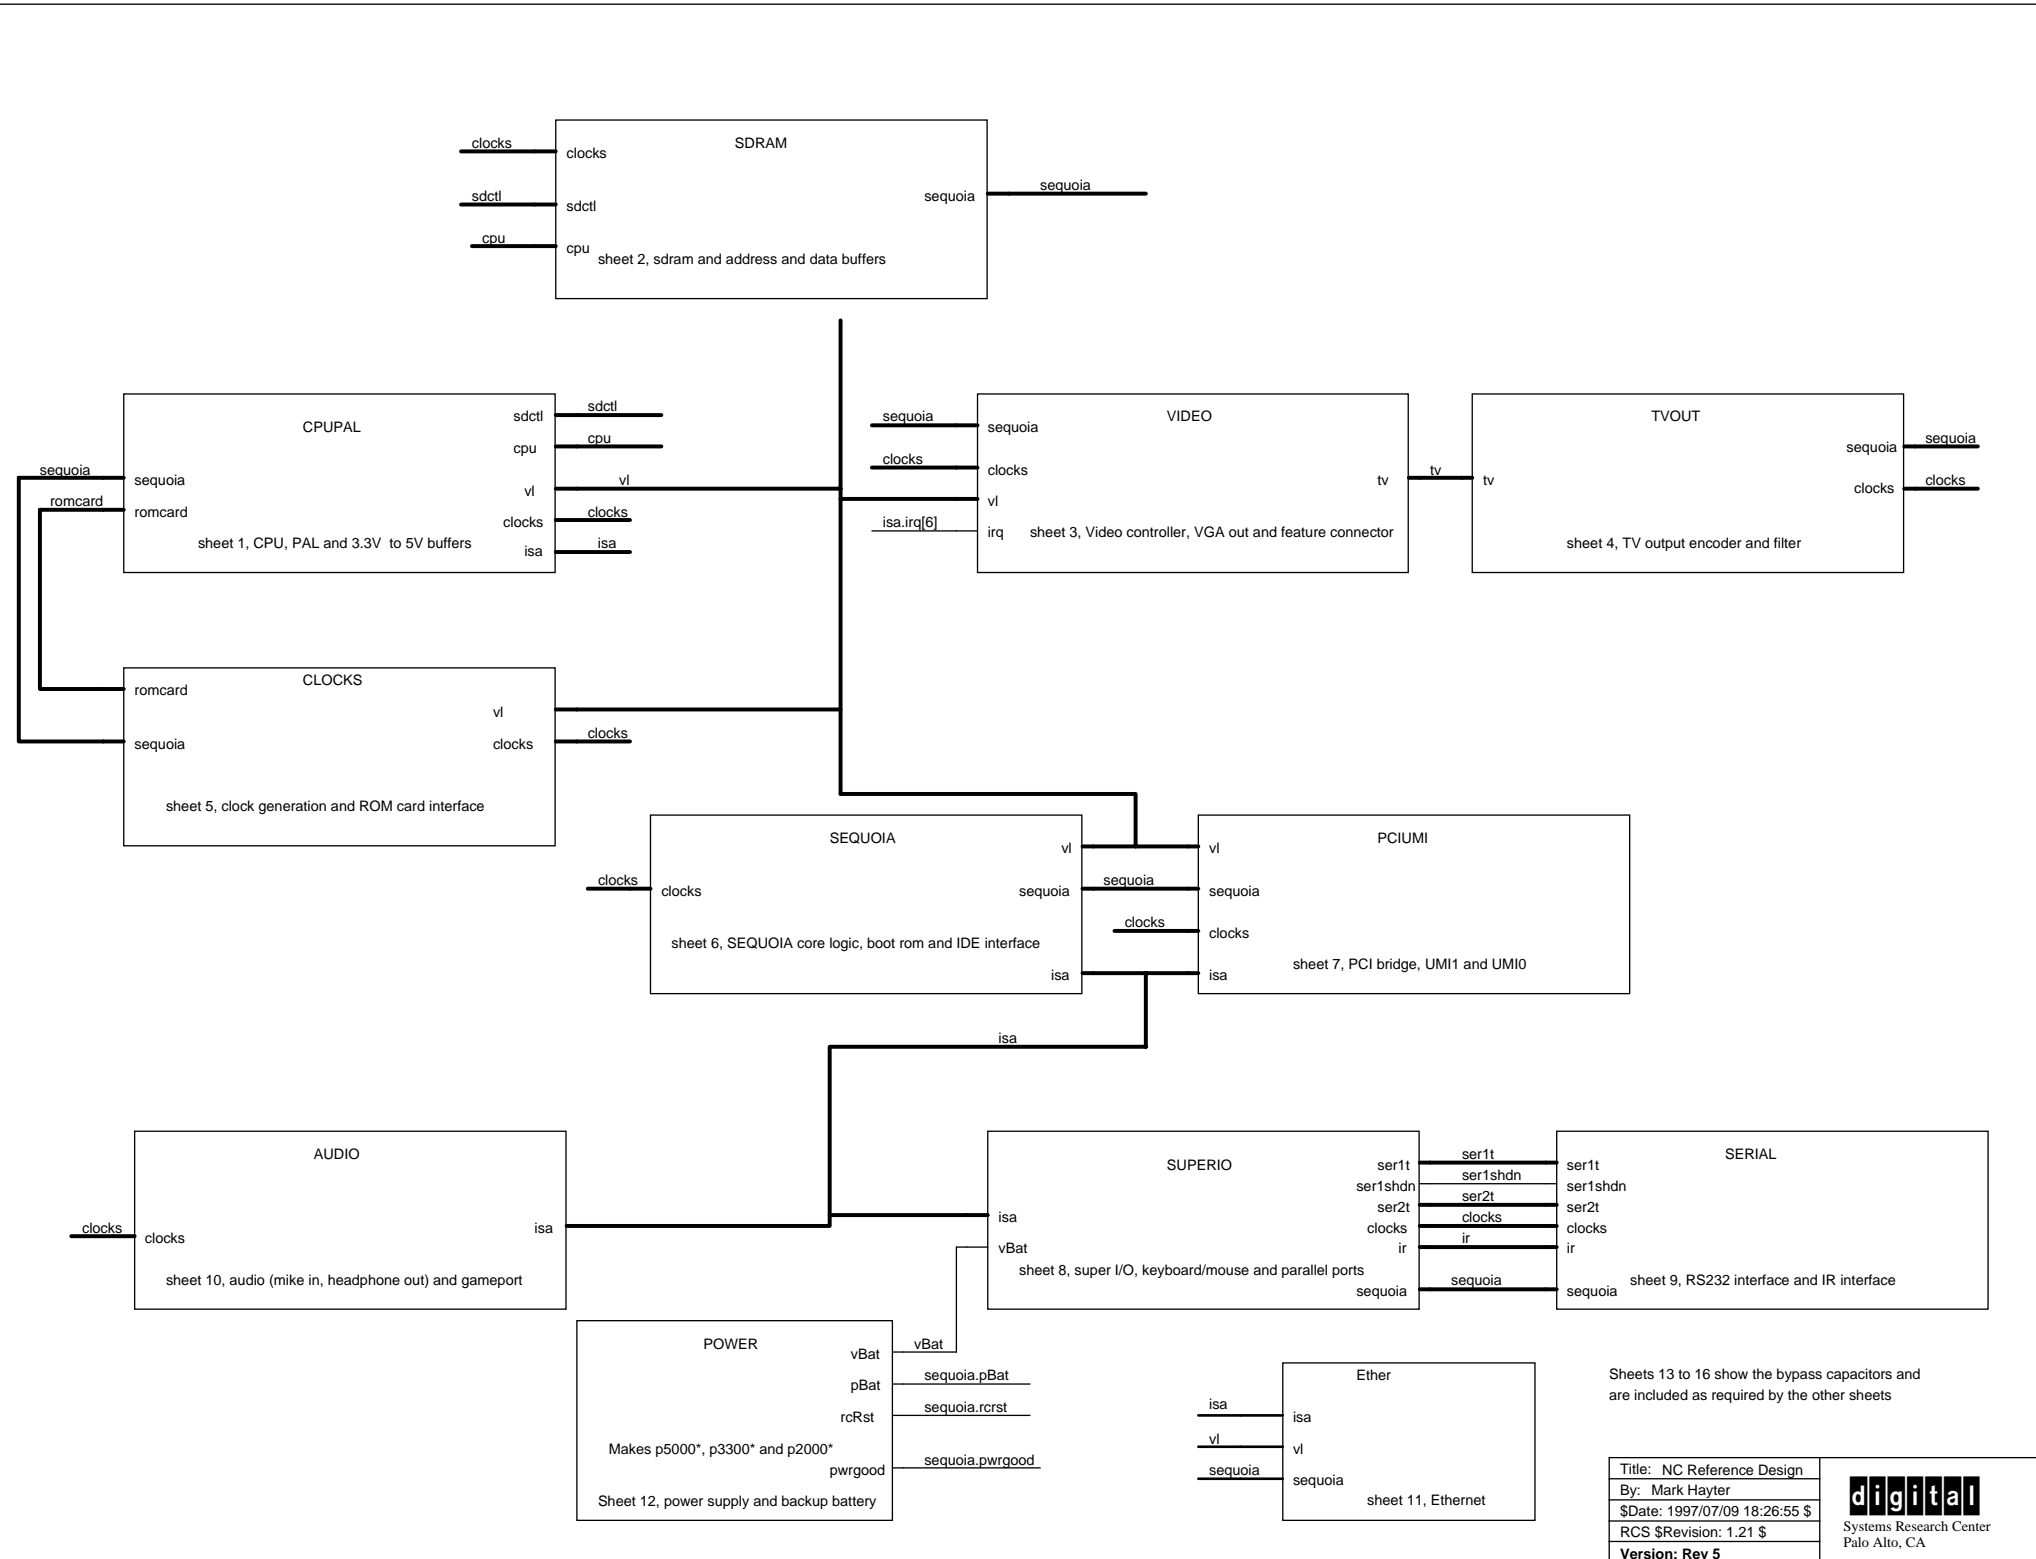 SDRAM
clocks
clocks
sdctl
sdctl
cpu
cpu
sequoia
sequoia
sheet 2, sdram and address and data buffers
CPUPAL
sequoia
sequoia
romcard
romcard
sdctl
sdctl
cpu
cpu
vl
vl
clocks
clocks
isa
isa
sheet 1, CPU, PAL and 3.3V to 5V buffers
VIDEO
sequoia
sequoia
clocks
clocks
vl
isa.irq[6]
irq
tv
tv
sheet 3, Video controller, VGA out and feature connector
TVOUT
tv
sequoia
sequoia
clocks
clocks
sheet 4, TV output encoder and filter
CLOCKS
romcard
sequoia
vl
clocks
clocks
sheet 5, clock generation and ROM card interface
SEQUOIA
clocks
clocks
vl
sequoia
sequoia
isa
sheet 6, SEQUOIA core logic, boot rom and IDE interface
PCIUMI
vl
sequoia
clocks
clocks
isa
sheet 7, PCI bridge, UMI1 and UMI0
isa
AUDIO
clocks
clocks
isa
sheet 10, audio (mike in, headphone out) and gameport
SUPERIO
isa
vBat
ser1t
ser1shdn
ser2t
clocks
ir
sequoia
sheet 8, super I/O, keyboard/mouse and parallel ports
ser1t
ser1shdn
ser2t
clocks
ir
sequoia
SERIAL
ser1t
ser1shdn
ser2t
clocks
ir
sequoia
sheet 9, RS232 interface and IR interface
POWER
vBat
vBat
pBat
sequoia.pBat
rcRst
sequoia.rcrst
Makes p5000*, p3300* and p2000*
pwrgood
sequoia.pwrgood
Sheet 12, power supply and backup battery
Ether
isa
isa
vl
vl
sequoia
sequoia
sheet 11, Ethernet
Sheets 13 to 16 show the bypass capacitors and
are included as required by the other sheets
Title: NC Reference Design
By: Mark Hayter
$Date: 1997/07/09 18:26:55 $
RCS $Revision: 1.21 $
Version: Rev 5
digital
Systems Research Center
Palo Alto, CA